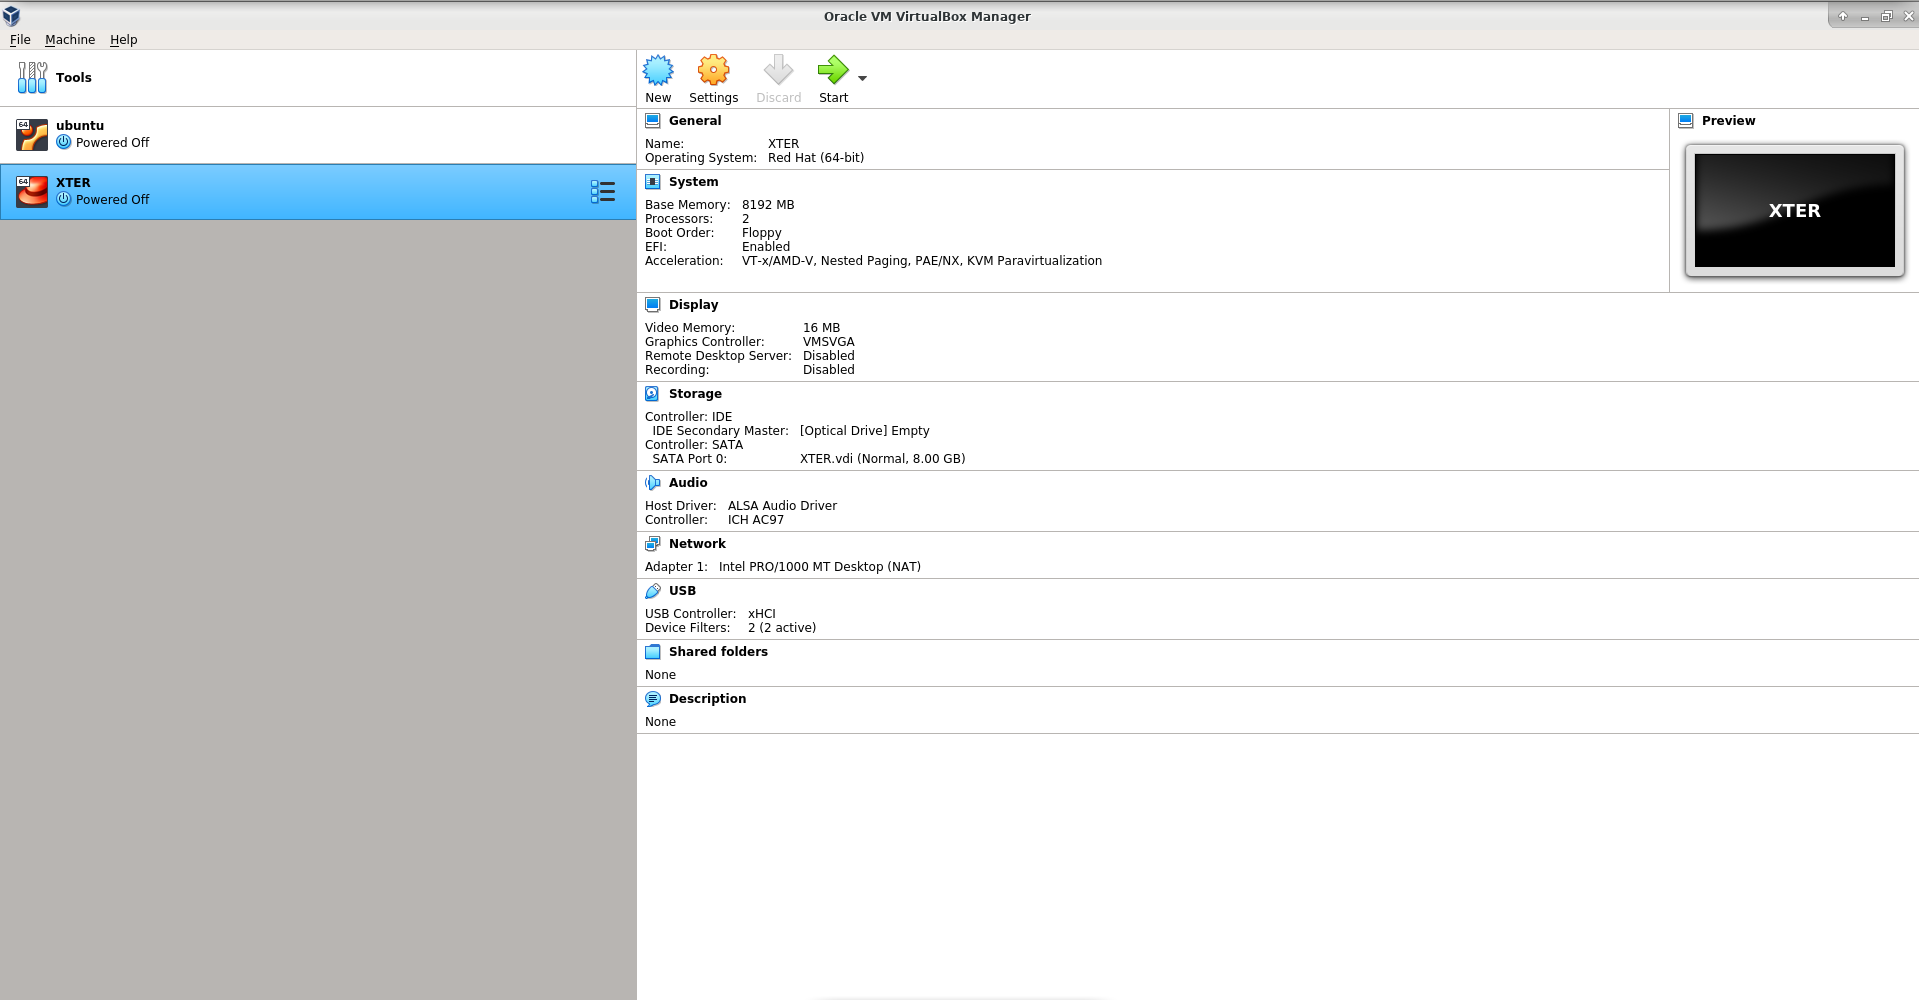 Oracle VM VirtualBox Manager
File Machine Help
Tools
64 ubuntu
Powered Off
64 XTER
Powered Off
New Settings Discard Start
General
Name: XTER
Operating System: Red Hat (64-bit)
System
Base Memory: 8192 MB
Processors: 2
Boot Order: Floppy
EFI: Enabled
Acceleration: VT-x/AMD-V, Nested Paging, PAE/NX, KVM Paravirtualization
Preview
XTER
Display
Video Memory: 16 MB
Graphics Controller: VMSVGA
Remote Desktop Server: Disabled
Recording: Disabled
Storage
Controller: IDE
IDE Secondary Master: [Optical Drive] Empty
Controller: SATA
SATA Port 0: XTER.vdi (Normal, 8.00 GB)
Audio
Host Driver: ALSA Audio Driver
Controller: ICH AC97
Network
Adapter 1: Intel PRO/1000 MT Desktop (NAT)
USB
USB Controller: xHCI
Device Filters: 2 (2 active)
Shared folders
None
Description
None